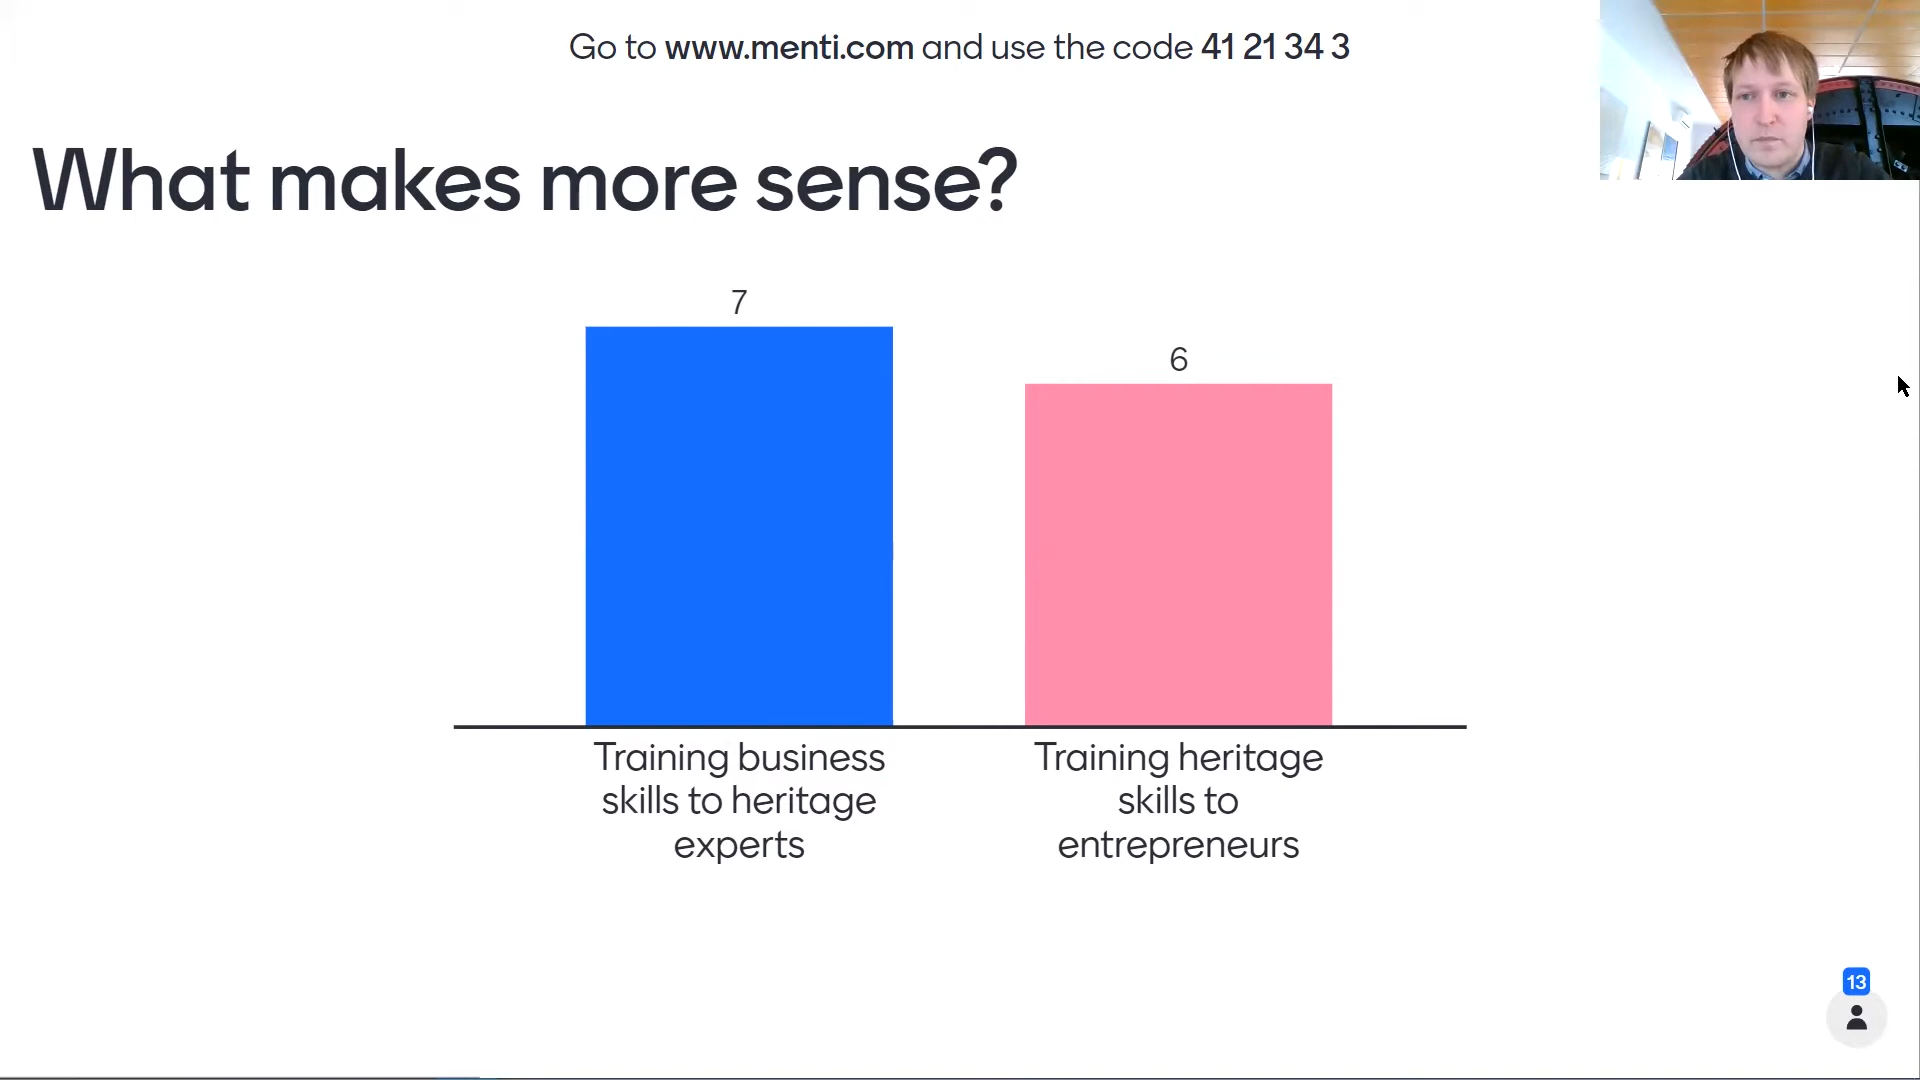 Go to www.menti.com and use the code 41 21 34 3
What makes more sense?
7
6
Training business
skills to heritage
experts
Training heritage
skills to
entrepreneurs
13